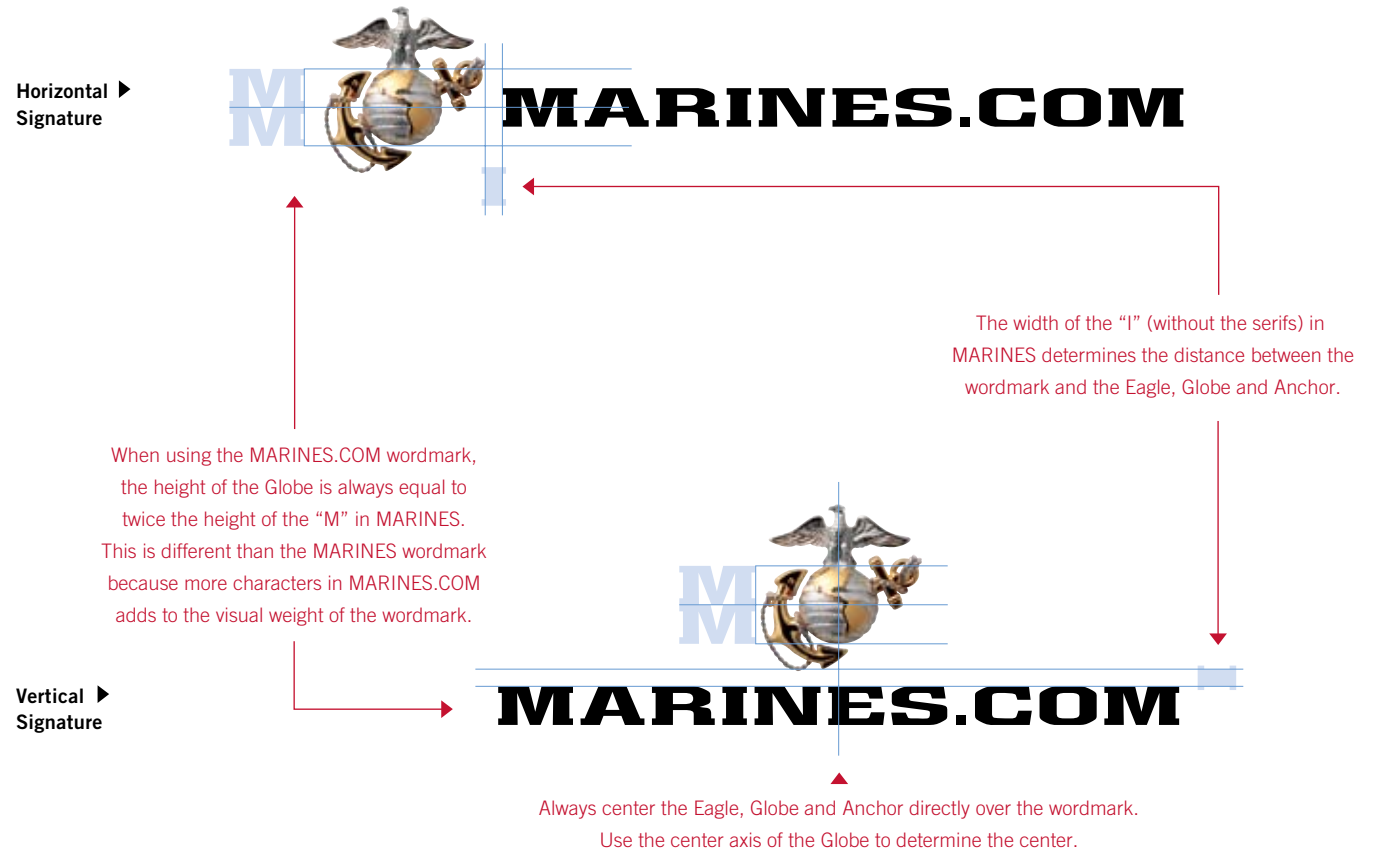 Horizontal
Signature
M
M
MARINES.COM
I
The width of the “I” (without the serifs) in
MARINES determines the distance between the
wordmark and the Eagle, Globe and Anchor.
When using the MARINES.COM wordmark,
the height of the Globe is always equal to
twice the height of the “M” in MARINES.
This is different than the MARINES wordmark
because more characters in MARINES.COM
adds to the visual weight of the wordmark.
M
M
I
Vertical
Signature
MARINES.COM
Always center the Eagle, Globe and Anchor directly over the wordmark.
Use the center axis of the Globe to determine the center.